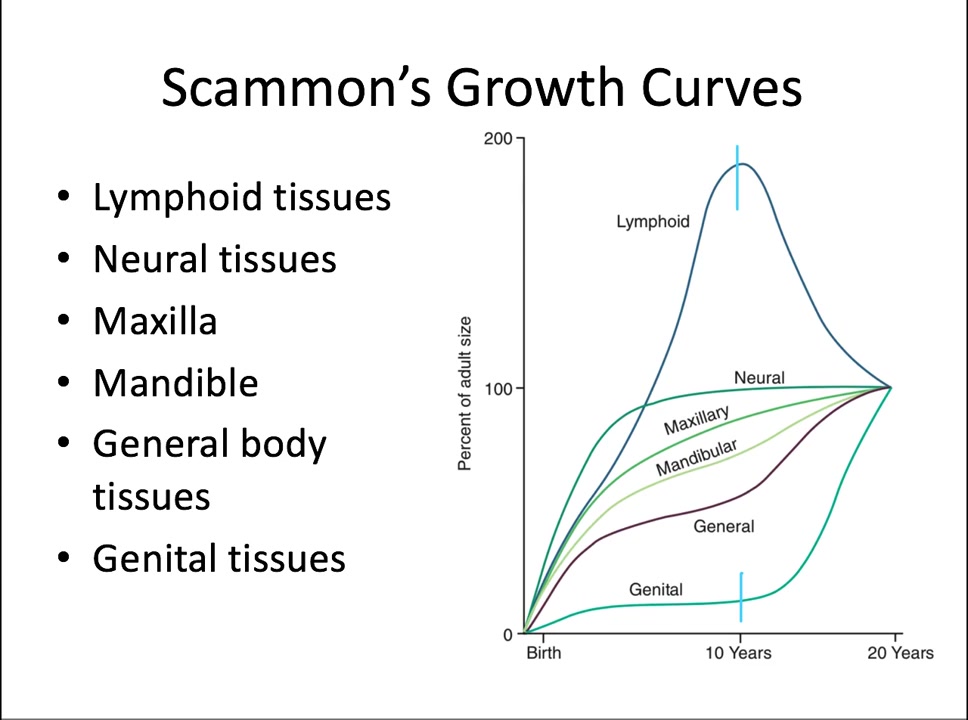 Scammon’s Growth Curves
• Lymphoid tissues
• Neural tissues
• Maxilla
• Mandible
• General body
tissues
• Genital tissues
200
Lymphoid
Percent of adult size
100
Neural
Maxillary
Mandibular
General
Genital
0
Birth
10 Years
20 Years